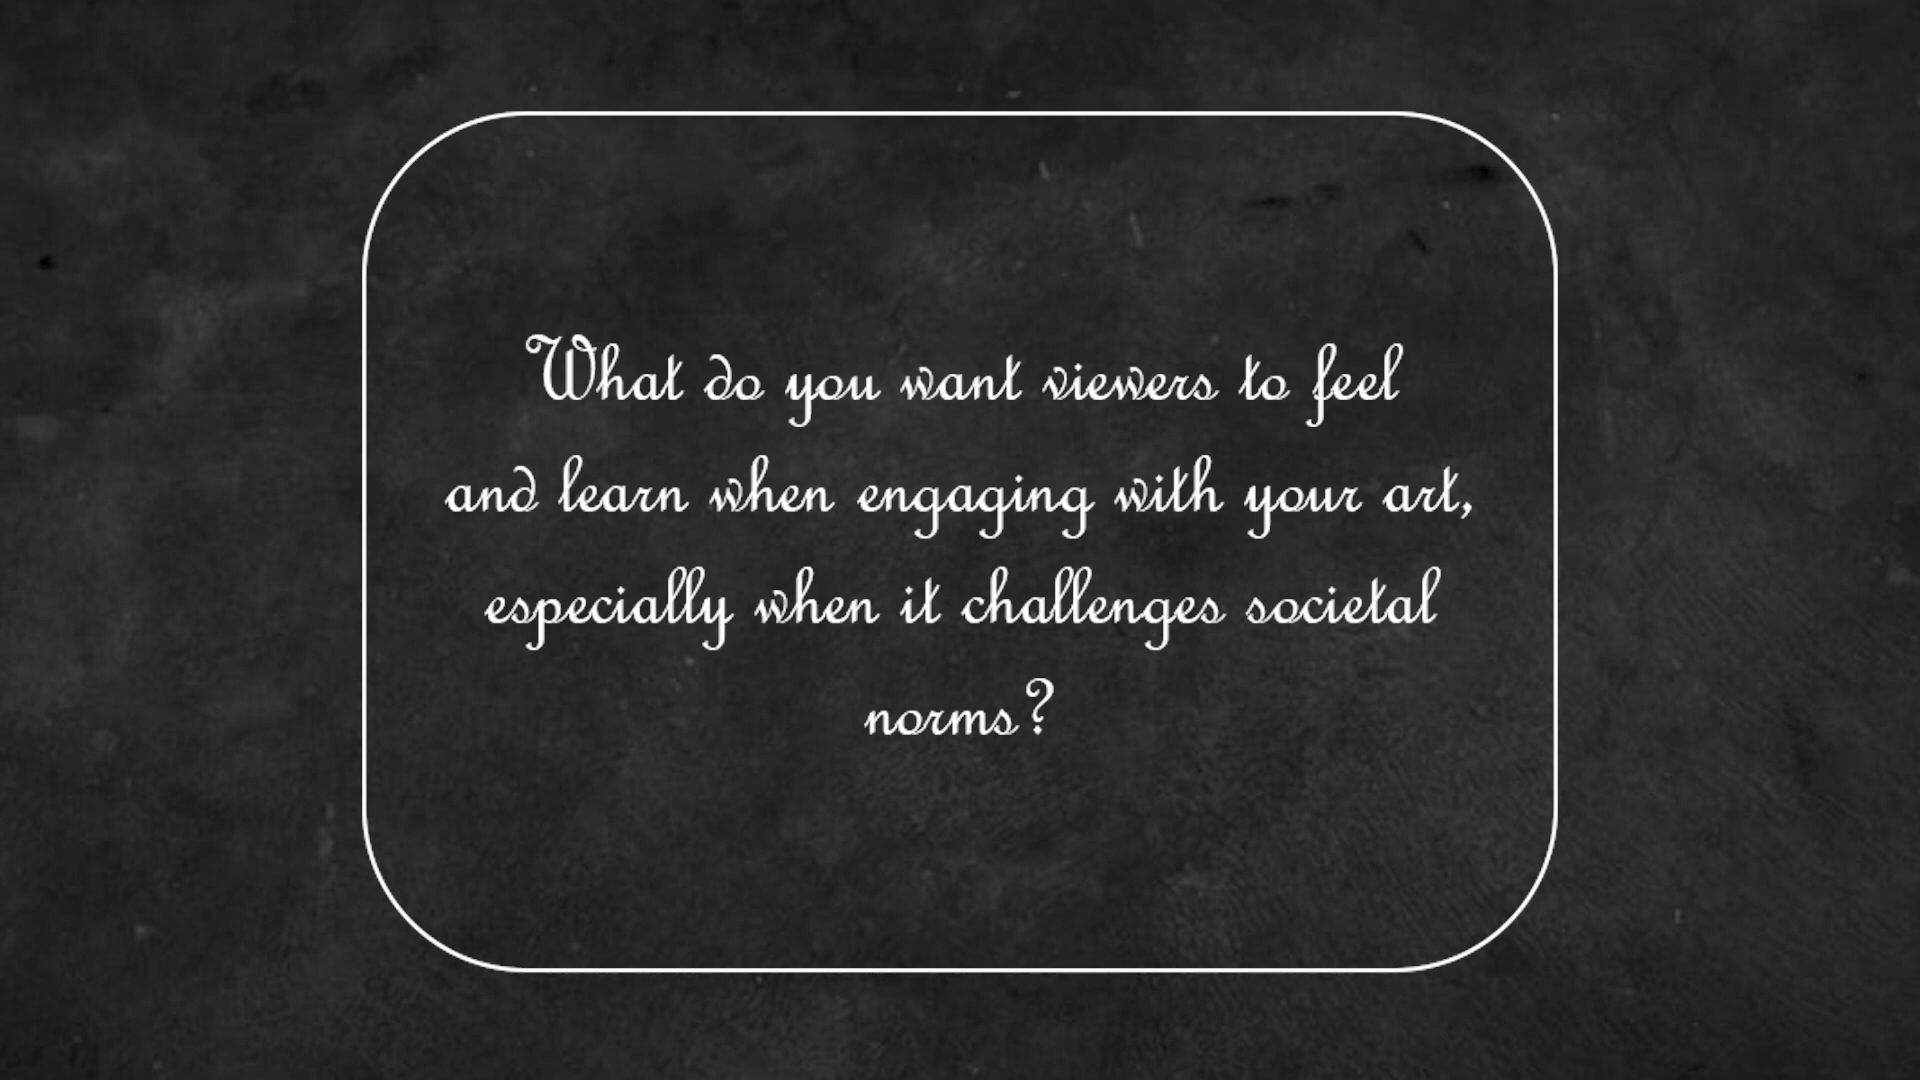 What do you want viewers to feel
and learn when engaging with your art,
especially when it challenges societal
norms?